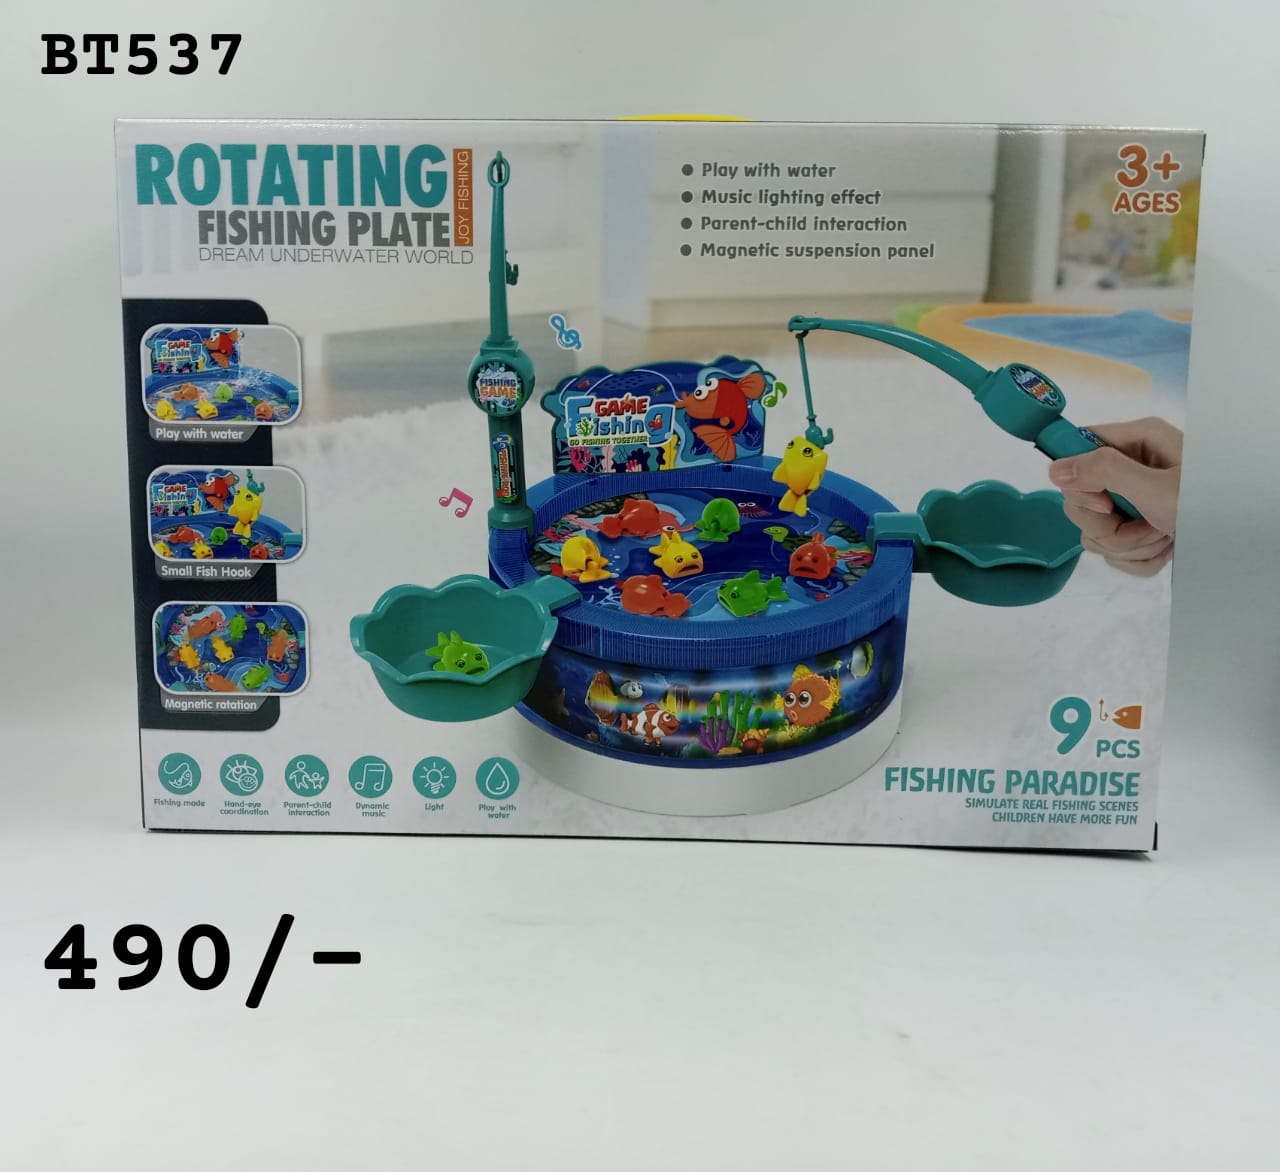 BT537
ROTATING
FISHING PLATE
JOY FISHING
DREAM UNDERWATER WORLD
Play with water
Music lighting effect
Parent-child interaction
Magnetic suspension panel
3+
AGES
GAME
Fishing
GO FISHING TOGETHER
FISHING
GAME
Play with water
Small Fish Hook
Magnetic rotation
Fishing mode
Hand-eye
coordination
Parent-child
interaction
Dynamic
music
Light
Play with
water
9
PCS
FISHING PARADISE
SIMULATE REAL FISHING SCENES
CHILDREN HAVE MORE FUN
490/-